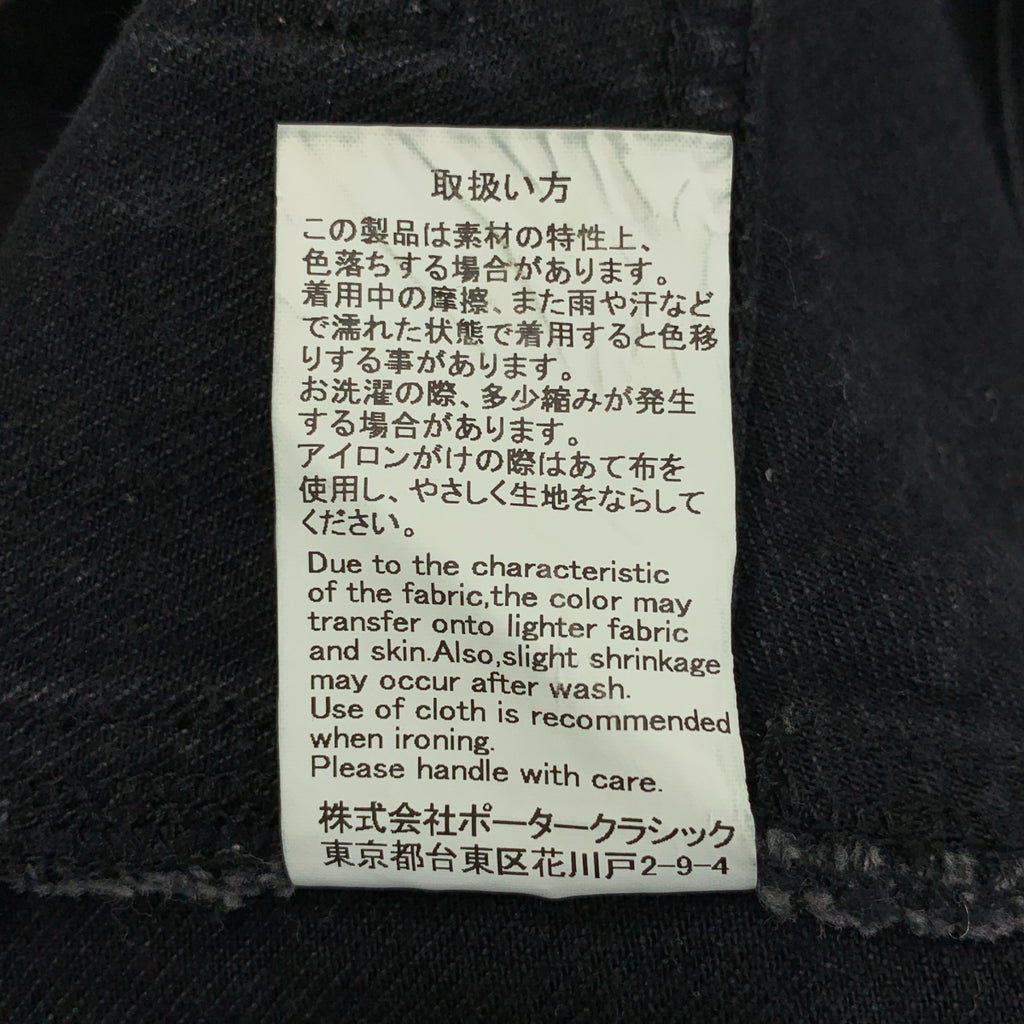 取扱い方
この製品は素材の特性上、
色落ちする場合があります。
着用中の摩擦、また雨や汗など
で濡れた状態で着用すると色移
りする事があります。
お洗濯の際、多少縮みが発生
する場合があります。
アイロンがけの際はあて布を
使用し、やさしく生地をならして
ください。
Due to the characteristic
of the fabric,the color may
transfer onto lighter fabric
and skin.Also,slight shrinkage
may occur after wash.
Use of cloth is recommended
when ironing.
Please handle with care.
株式会社ポータークラシック
東京都台東区花川戸2-9-4